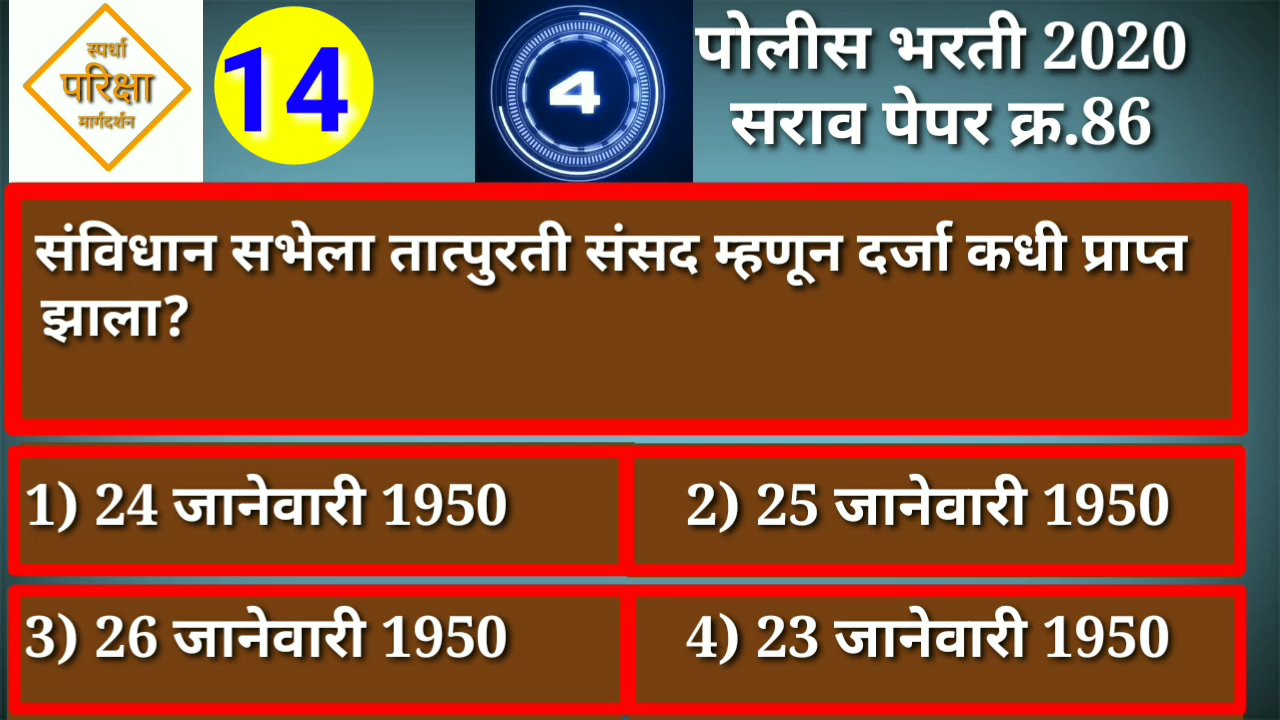 स्पर्धा
परिक्षा
मार्गदर्शन
14
4
पोलीस भरती 2020
सराव पेपर क्र.86
संविधान सभेला तात्पुरती संसद म्हणून दर्जा कधी प्राप्त
झाला?
1) 24 जानेवारी 1950
2) 25 जानेवारी 1950
3) 26 जानेवारी 1950
4) 23 जानेवारी 1950